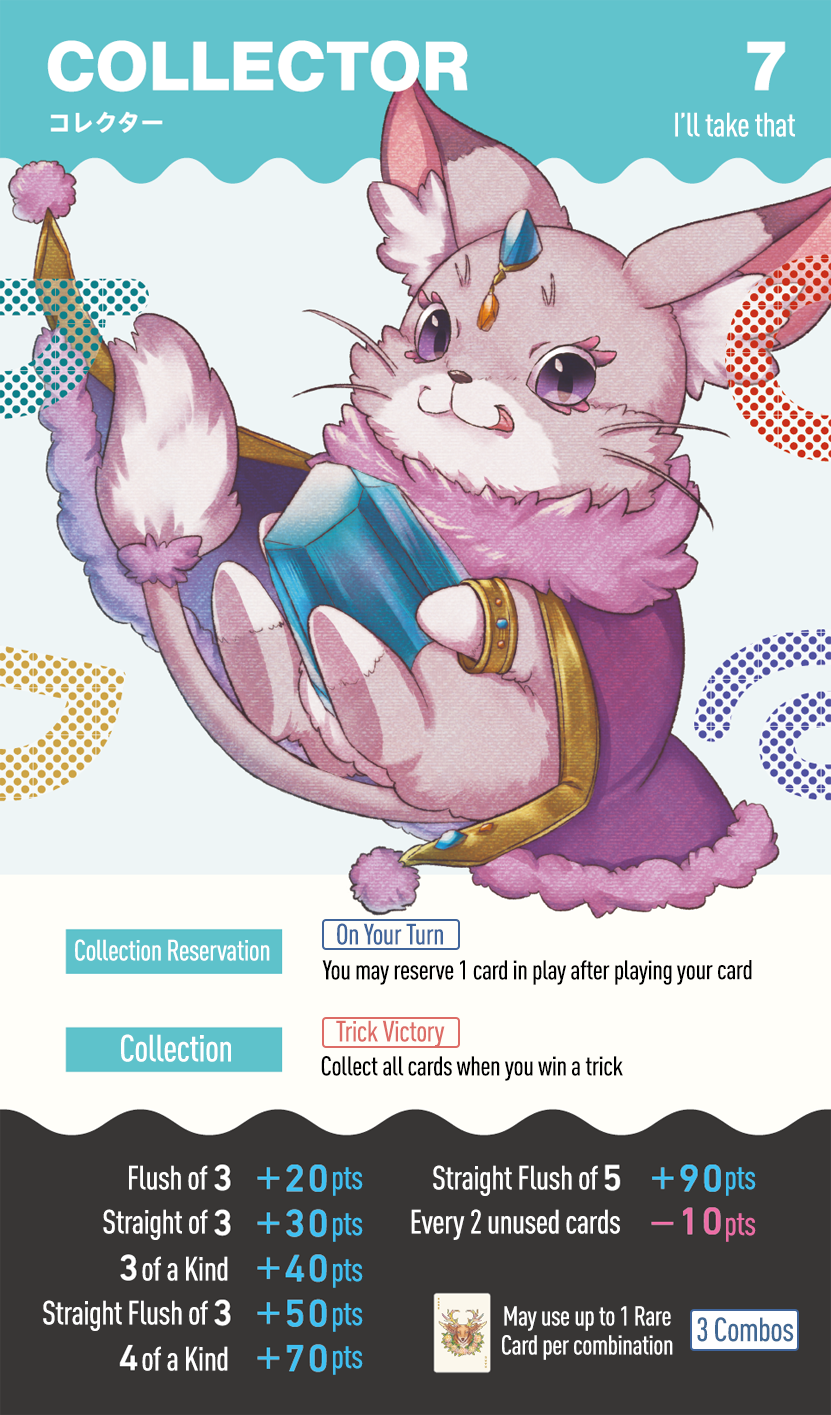 COLLECTOR
7
コレクター
I'll take that
Collection Reservation
On Your Turn
You may reserve 1 card in play after playing your card
Collection
Trick Victory
Collect all cards when you win a trick
Flush of 3 +20pts
Straight of 3 +30pts
3 of a Kind +40pts
Straight Flush of 3 +50pts
4 of a Kind +70pts
Straight Flush of 5 +90pts
Every 2 unused cards −10pts
May use up to 1 Rare
Card per combination
3 Combos